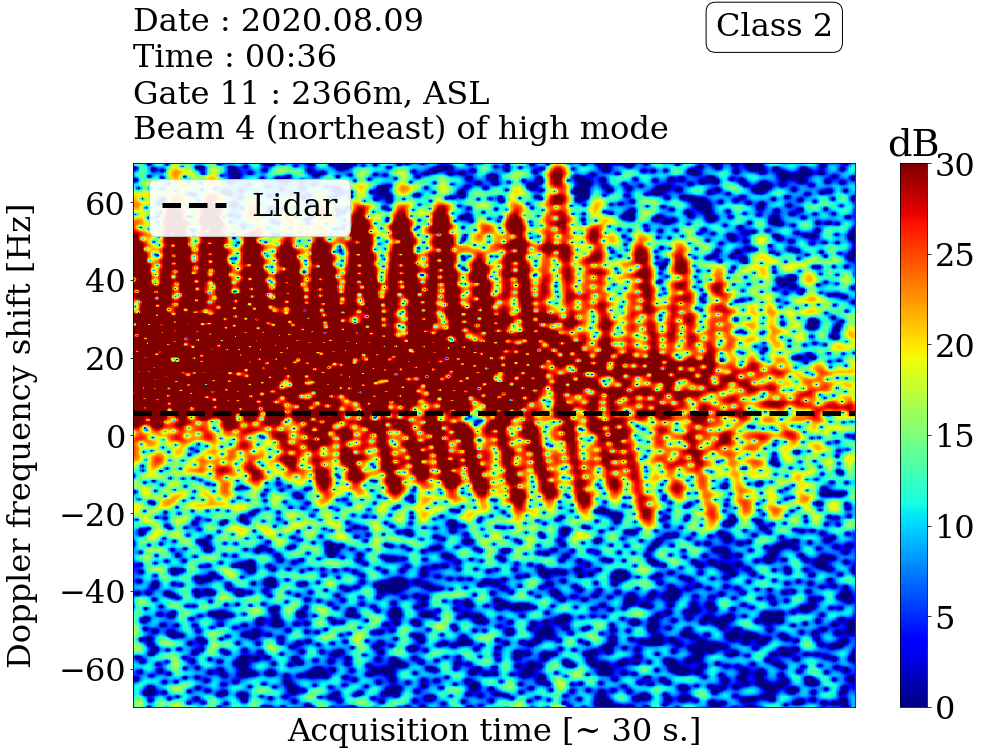 Date : 2020.08.09
Time : 00:36
Gate 11 : 2366m, ASL
Beam 4 (northeast) of high mode
Class 2
dB
Lidar
Doppler frequency shift [Hz]
60
40
20
0
−20
−40
−60
30
25
20
15
10
5
0
Acquisition time [~ 30 s.]